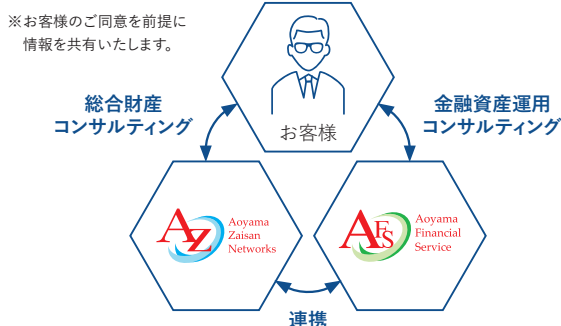 ※お客様のご同意を前提に
情報を共有いたします。
総合財産
コンサルティング
金融資産運用
コンサルティング
お客様
AZ
Aoyama
Zaisan
Networks
AFS
Aoyama
Financial
Service
連携